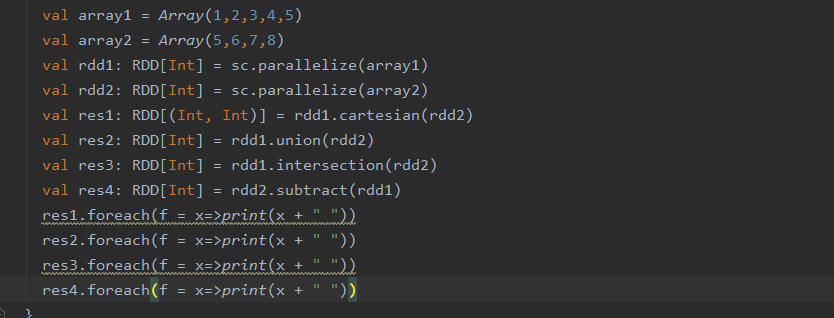 val array1 = Array(1,2,3,4,5)
val array2 = Array(5,6,7,8)
val rdd1: RDD[Int] = sc.parallelize(array1)
val rdd2: RDD[Int] = sc.parallelize(array2)
val res1: RDD[(Int, Int)] = rdd1.cartesian(rdd2)
val res2: RDD[Int] = rdd1.union(rdd2)
val res3: RDD[Int] = rdd1.intersection(rdd2)
val res4: RDD[Int] = rdd2.subtract(rdd1)
res1.foreach(f = x=>print(x + " "))
res2.foreach(f = x=>print(x + " "))
res3.foreach(f = x=>print(x + " "))
res4.foreach(f = x=>print(x + " "))
}